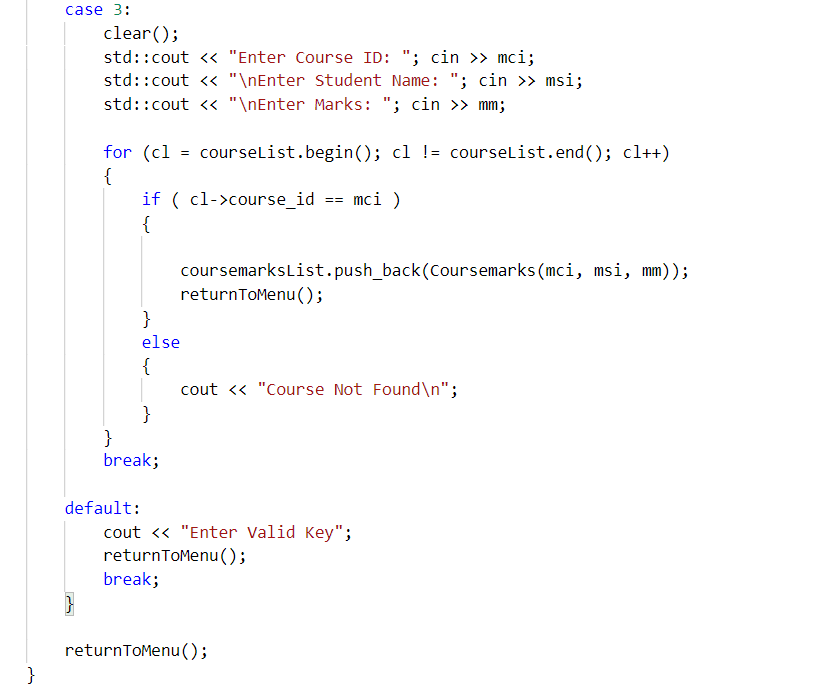 case 3:
clear();
std::cout << "Enter Course ID: "; cin >> mci;
std::cout << "\nEnter Student Name: "; cin >> msi;
std::cout << "\nEnter Marks: "; cin >> mm;
for (cl = courseList.begin(); cl != courseList.end(); cl++)
{
if ( cl->course_id == mci )
{
coursemarksList.push_back(Coursemarks(mci, msi, mm));
returnToMenu();
}
else
{
cout << "Course Not Found\n";
}
}
break;
default:
cout << "Enter Valid Key";
returnToMenu();
break;
}
returnToMenu();
}